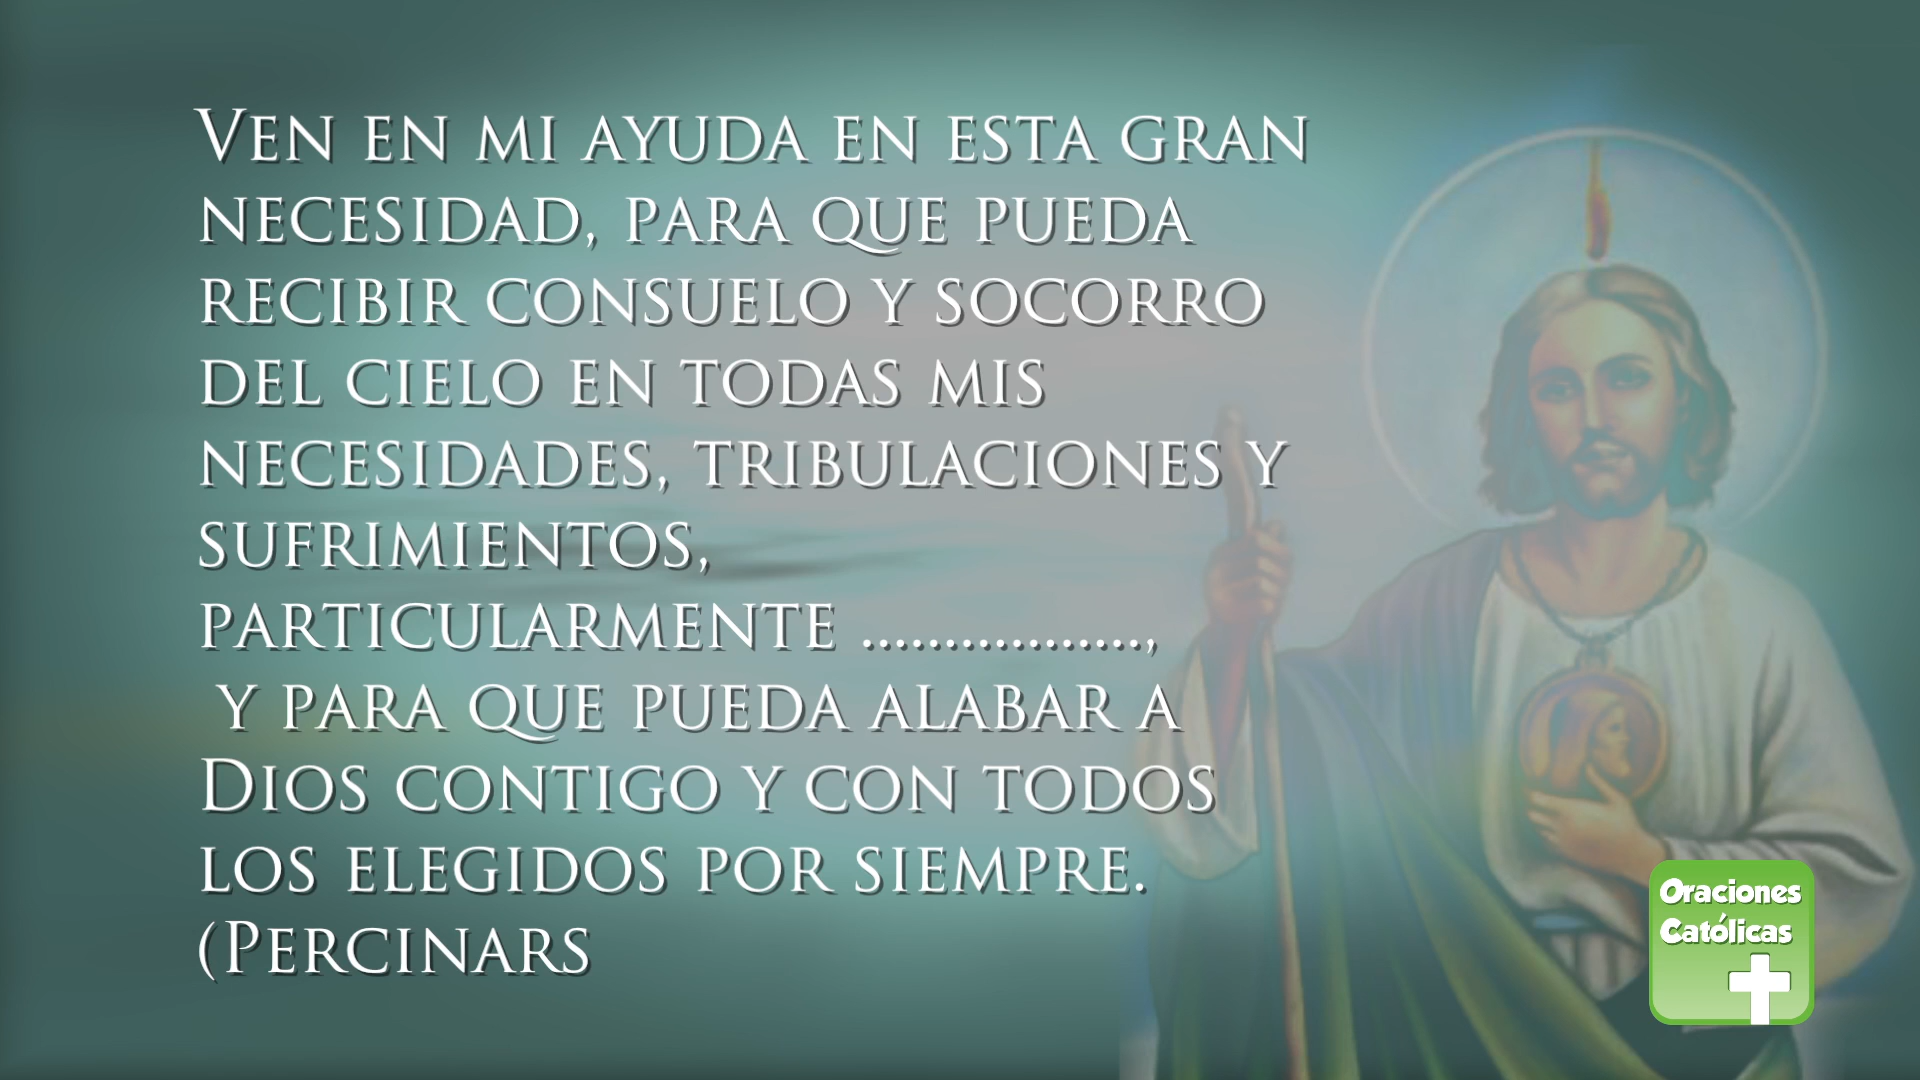 Ven en mi ayuda en esta gran
necesidad, para que pueda
recibir consuelo y socorro
del cielo en todas mis
necesidades, tribulaciones y
sufrimientos,
particularmente .................,
y para que pueda alabar a
Dios contigo y con todos
los elegidos por siempre.
(Percinars
Oraciones
Católicas